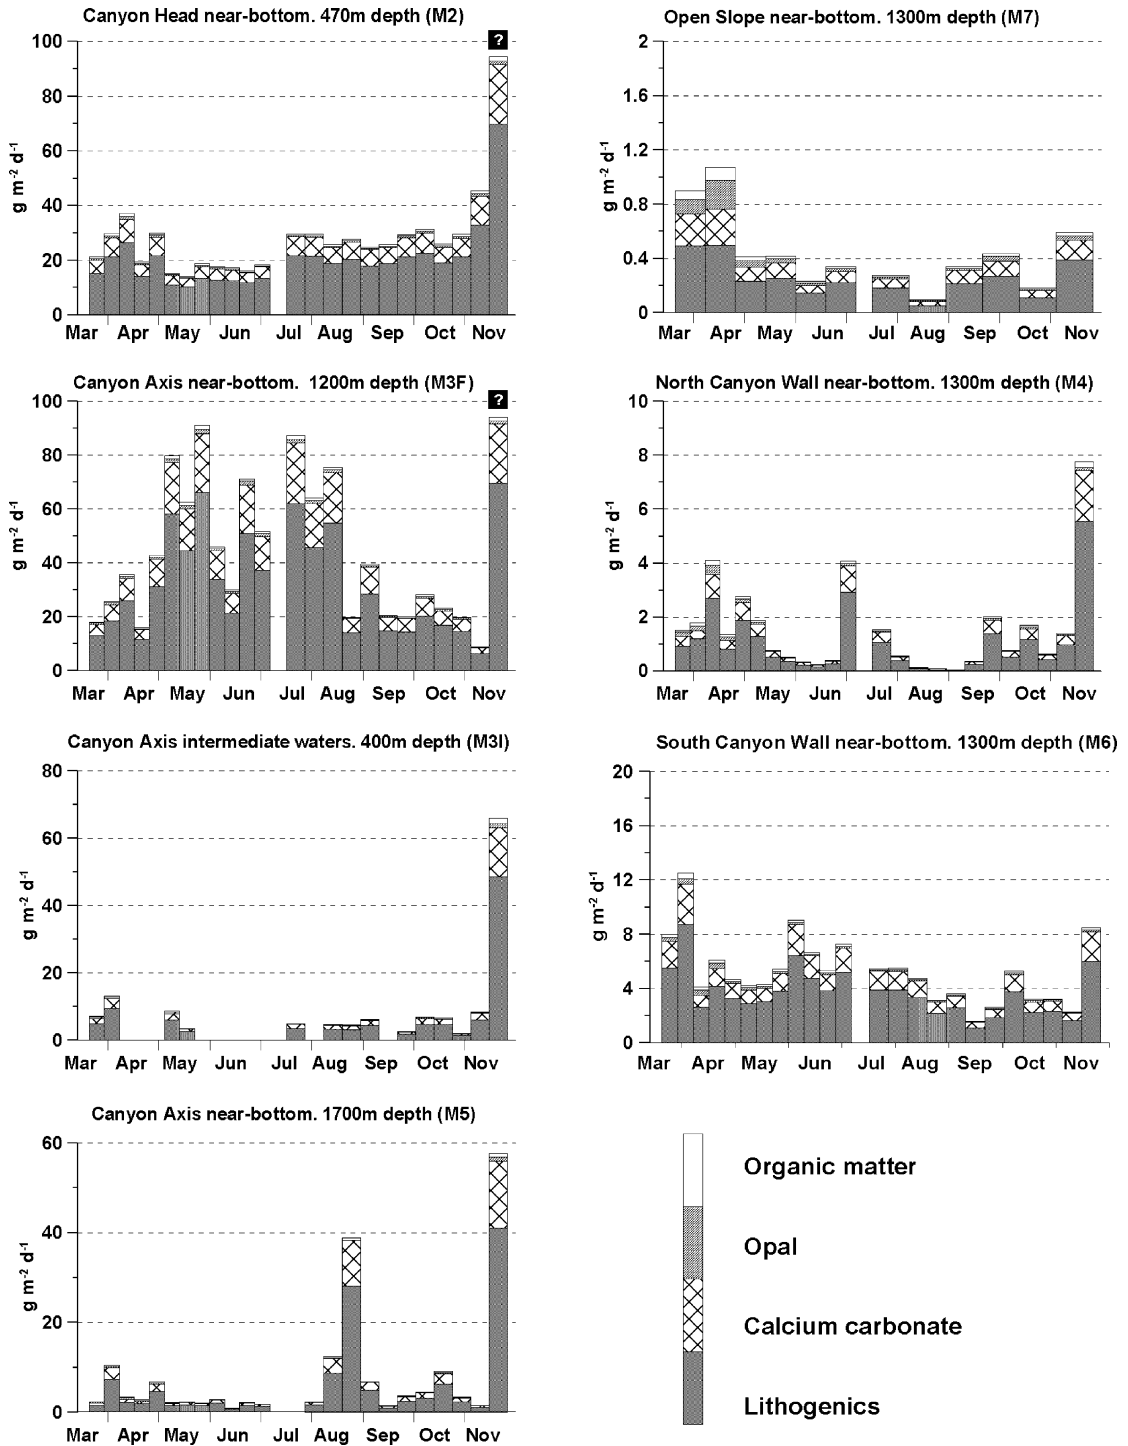 Canyon Head near-bottom. 470m depth (M2)
?
100
80
60
40
20
0
g m-2 d-1
Mar Apr May Jun Jul Aug Sep Oct Nov
Open Slope near-bottom. 1300m depth (M7)
2
1.6
1.2
0.8
0.4
0
g m-2 d-1
Mar Apr May Jun Jul Aug Sep Oct Nov
Canyon Axis near-bottom. 1200m depth (M3F)
?
100
80
60
40
20
0
g m-2 d-1
Mar Apr May Jun Jul Aug Sep Oct Nov
North Canyon Wall near-bottom. 1300m depth (M4)
10
8
6
4
2
0
g m-2 d-1
Mar Apr May Jun Jul Aug Sep Oct Nov
Canyon Axis intermediate waters. 400m depth (M3I)
80
60
40
20
0
g m-2 d-1
Mar Apr May Jun Jul Aug Sep Oct Nov
South Canyon Wall near-bottom. 1300m depth (M6)
20
16
12
8
4
0
g m-2 d-1
Mar Apr May Jun Jul Aug Sep Oct Nov
Canyon Axis near-bottom. 1700m depth (M5)
60
40
20
0
g m-2 d-1
Mar Apr May Jun Jul Aug Sep Oct Nov
Organic matter
Opal
Calcium carbonate
Lithogenics